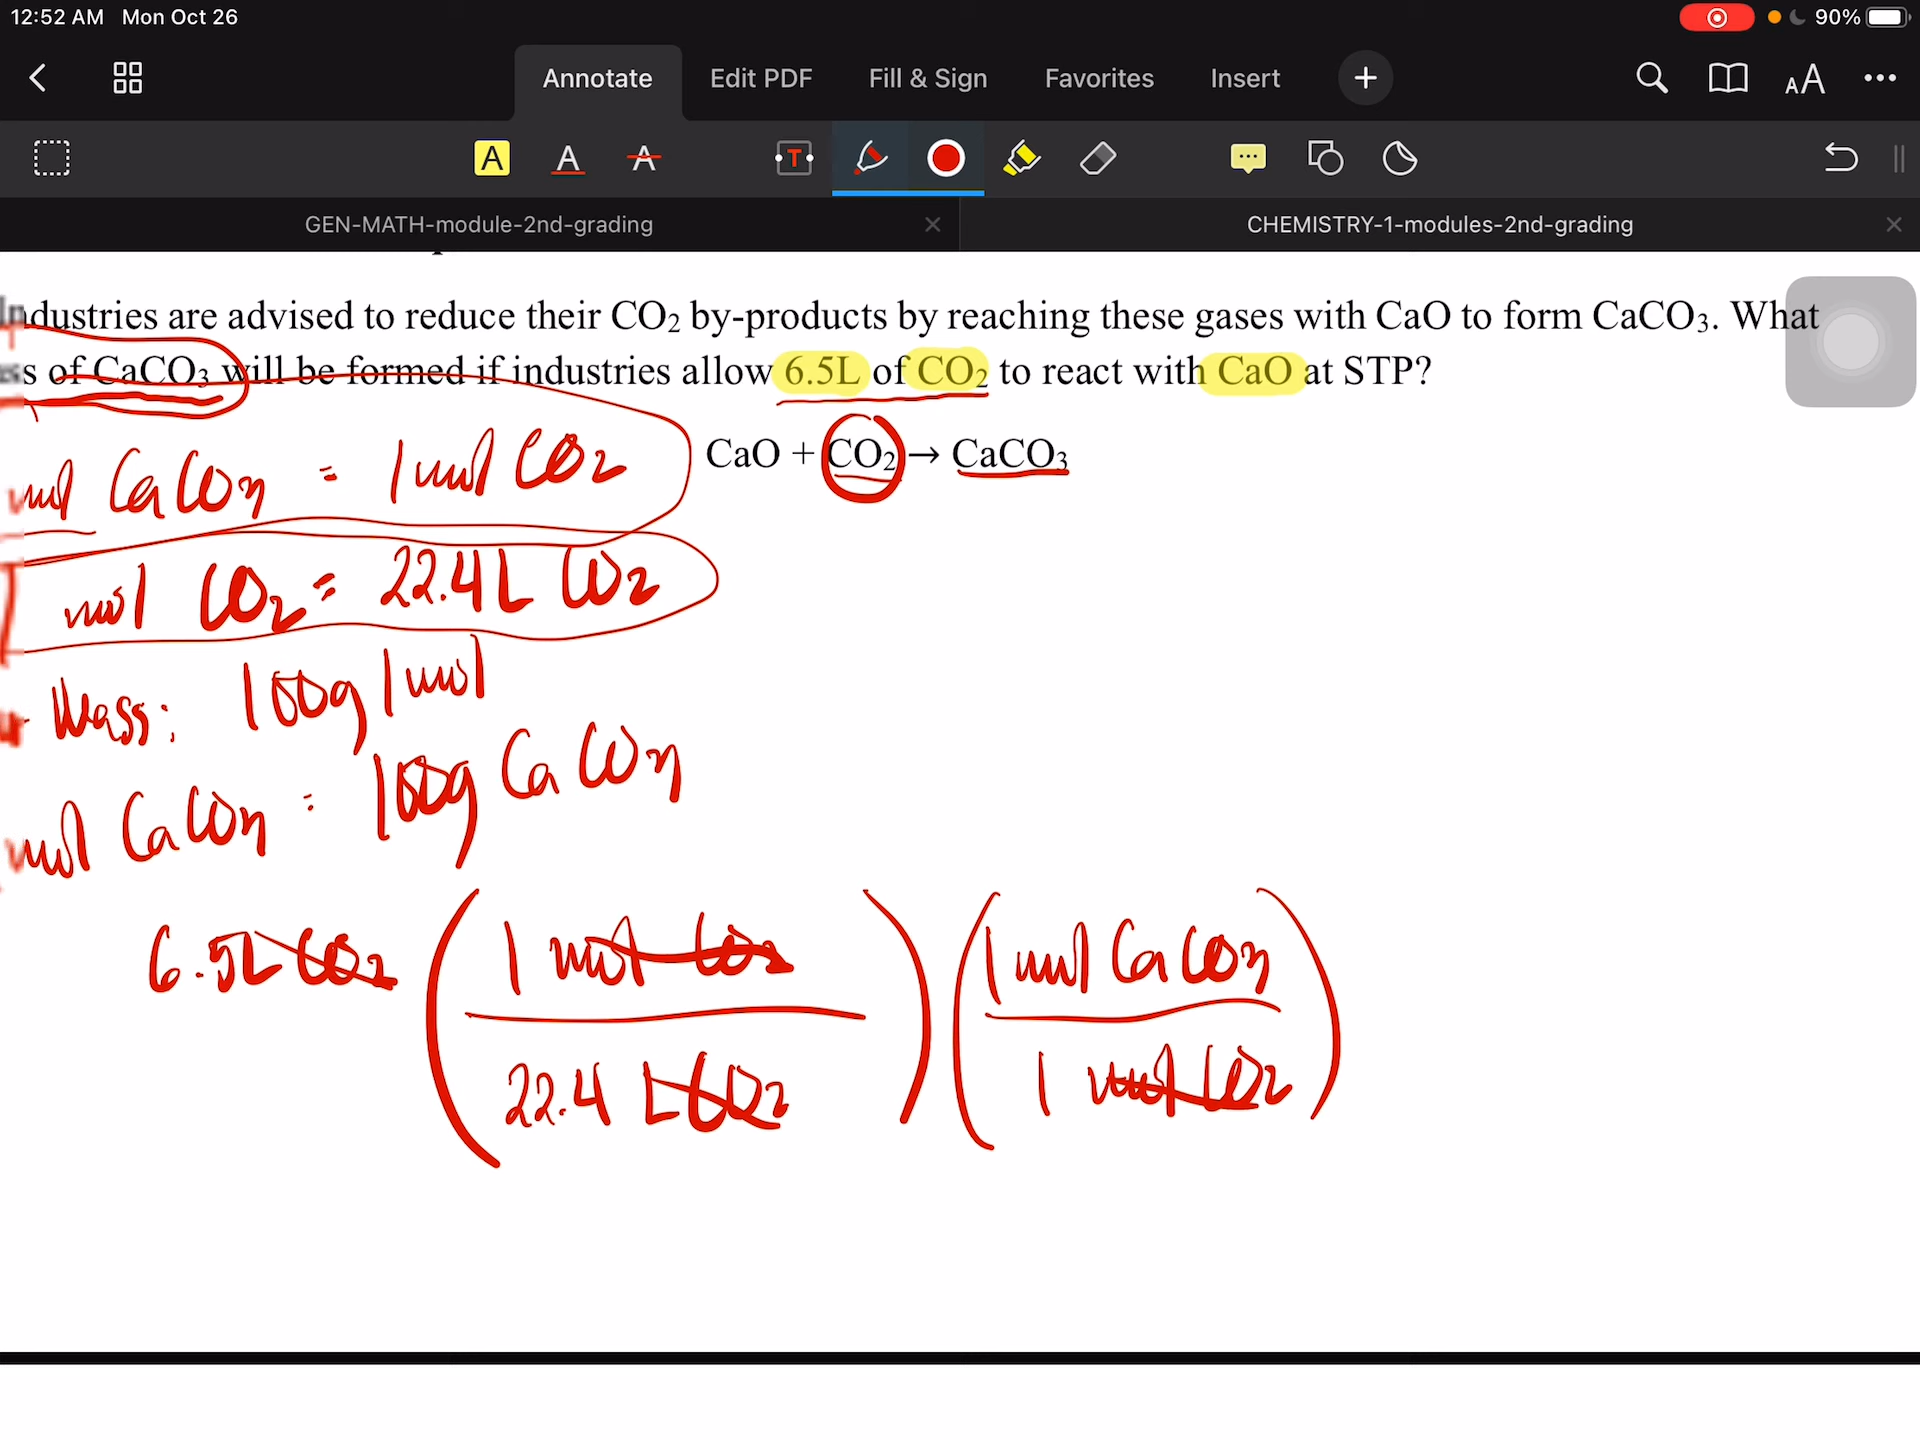 12:52 AM Mon Oct 26
90%
Annotate Edit PDF Fill & Sign Favorites Insert
AA
A A A T
GEN-MATH-module-2nd-grading
CHEMISTRY-1-modules-2nd-grading
Industries are advised to reduce their CO₂ by-products by reaching these gases with CaO to form CaCO₃. What
of CaCO₃ will be formed if industries allow 6.5L of CO₂ to react with CaO at STP?
CaO + CO₂ → CaCO₃
mol CaCO₃ = 1 mol CO₂
mol CO₂ = 22.4 L CO₂
Mass: 100g 1 mol
mol CaCO₃ = 100g CaCO₃
6.5L CO₂ ( 1 mol CO₂ ) ( 1 mol CaCO₃ )
22.4 L CO₂ 1 mol CO₂